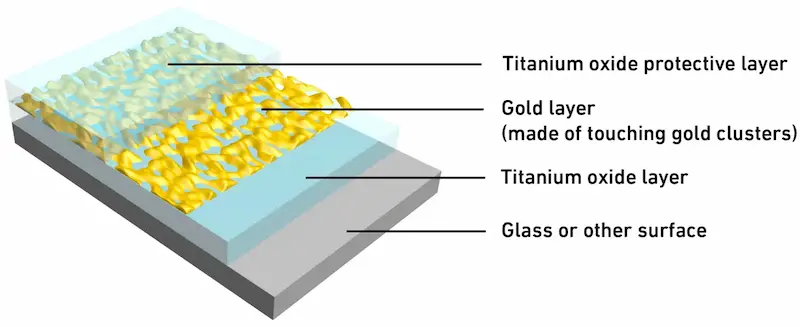 Titanium oxide protective layer
Gold layer
(made of touching gold clusters)
Titanium oxide layer
Glass or other surface